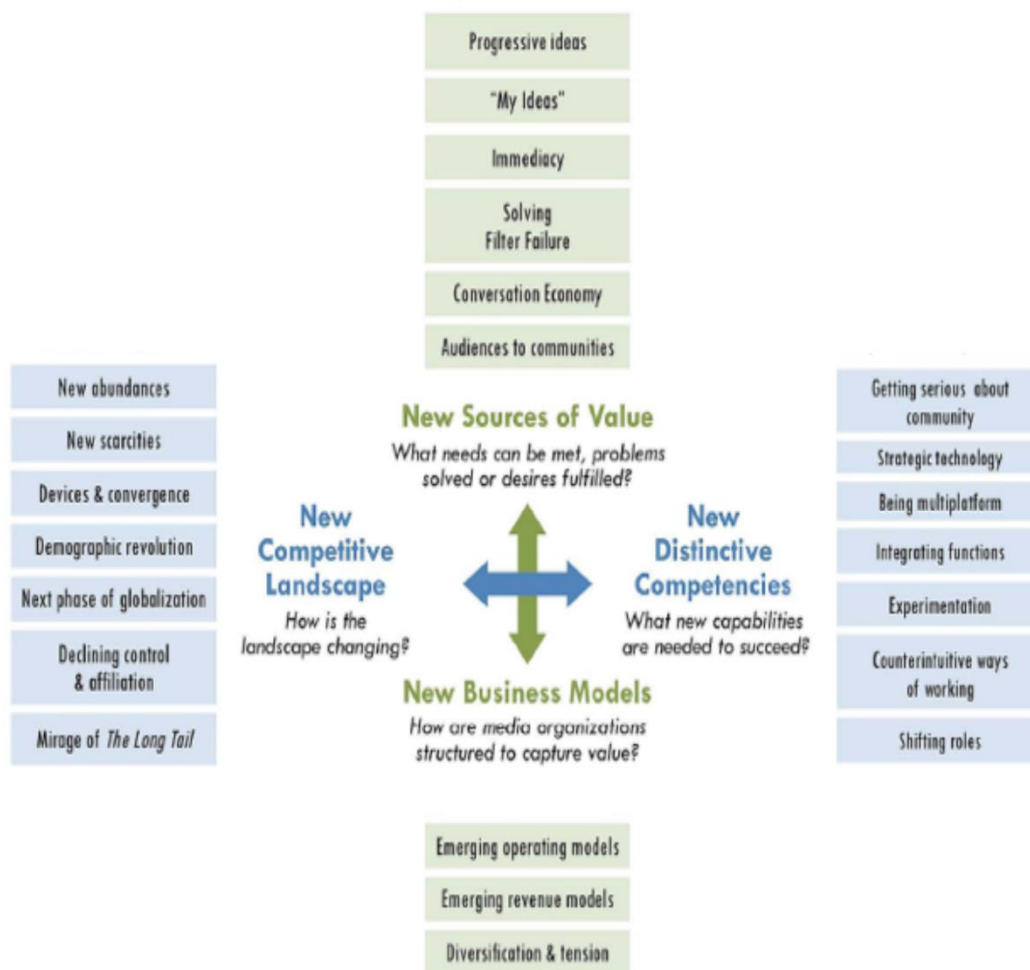 Progressive ideas
"My Ideas"
Immediacy
Solving
Filter Failure
Conversation Economy
Audiences to communities
New Sources of Value
What needs can be met, problems
solved or desires fulfilled?
New abundances
New scarcities
Devices & convergence
Demographic revolution
Next phase of globalization
Declining control
& affiliation
Mirage of The Long Tail
New
Competitive
Landscape
How is the
landscape changing?
New
Distinctive
Competencies
What new capabilities
are needed to succeed?
Getting serious about
community
Strategic technology
Being multiplatform
Integrating functions
Experimentation
Counterintuitive ways
of working
Shifting roles
New Business Models
How are media organizations
structured to capture value?
Emerging operating models
Emerging revenue models
Diversification & tension